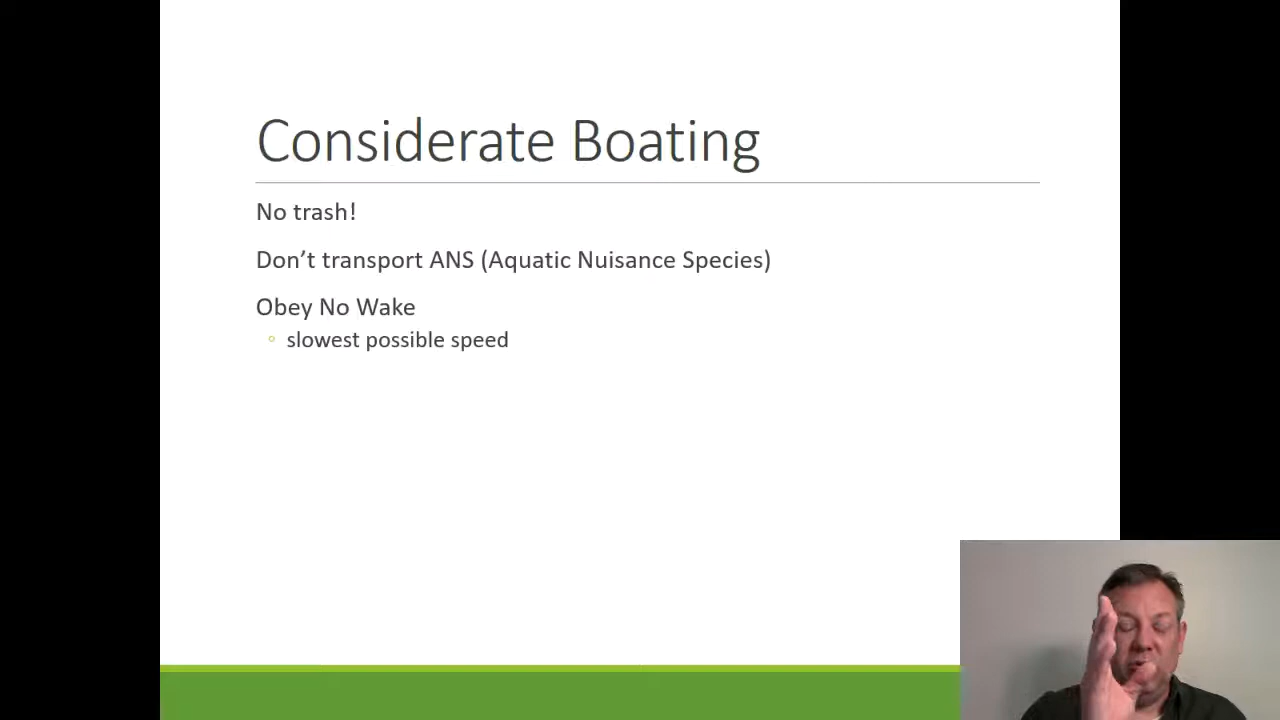 Considerate Boating
No trash!
Don’t transport ANS (Aquatic Nuisance Species)
Obey No Wake
slowest possible speed